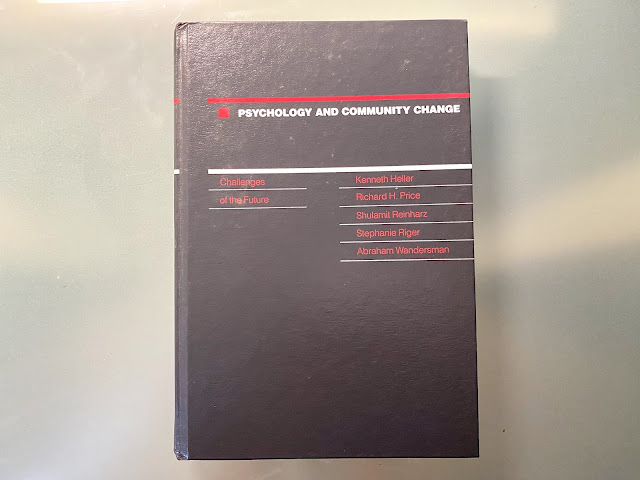 PSYCHOLOGY AND COMMUNITY CHANGE
Challenges
of the Future
Kenneth Heller
Richard H. Price
Shulamit Reinharz
Stephanie Riger
Abraham Wandersman